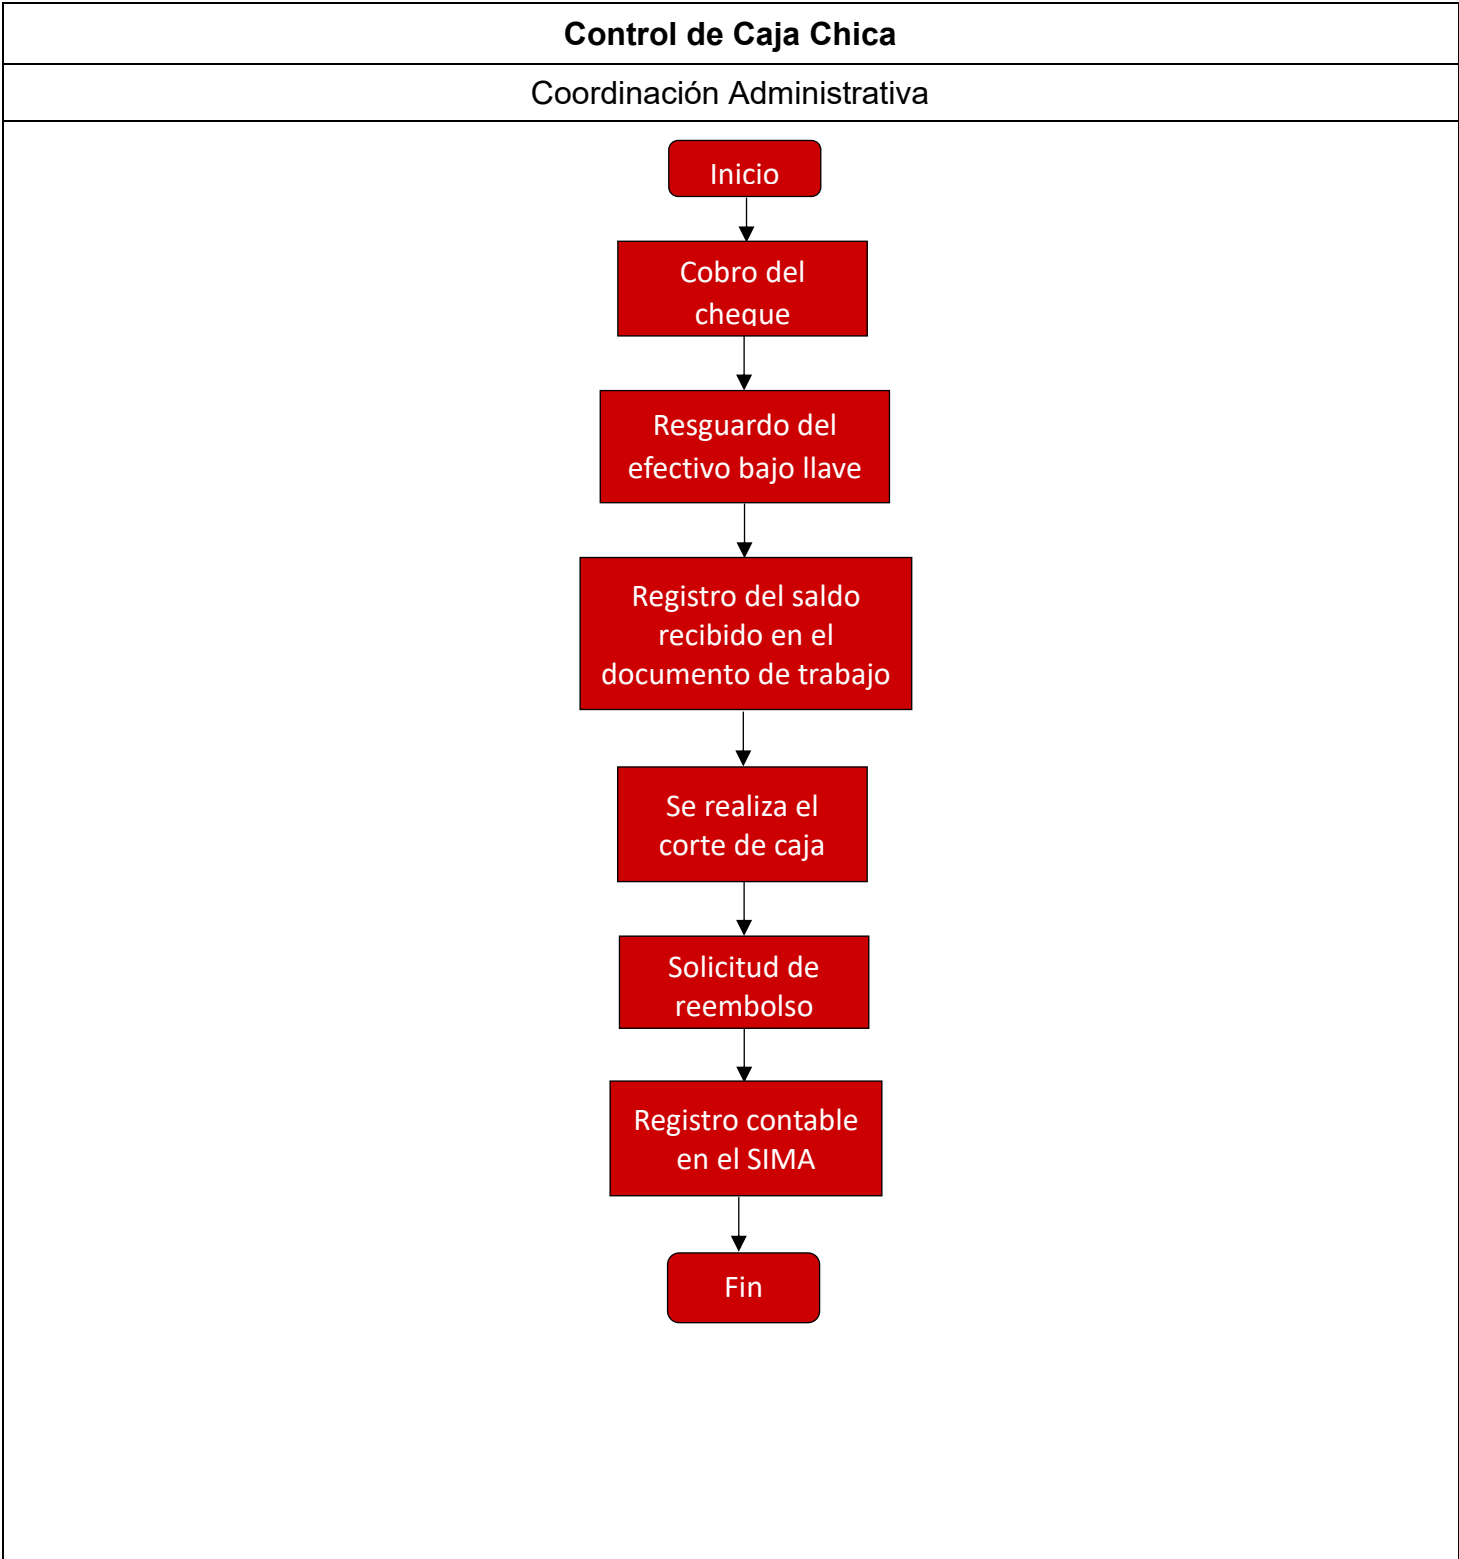 Control de Caja Chica
Coordinación Administrativa
Inicio
Cobro del
cheque
Resguardo del
efectivo bajo llave
Registro del saldo
recibido en el
documento de trabajo
Se realiza el
corte de caja
Solicitud de
reembolso
Registro contable
en el SIMA
Fin